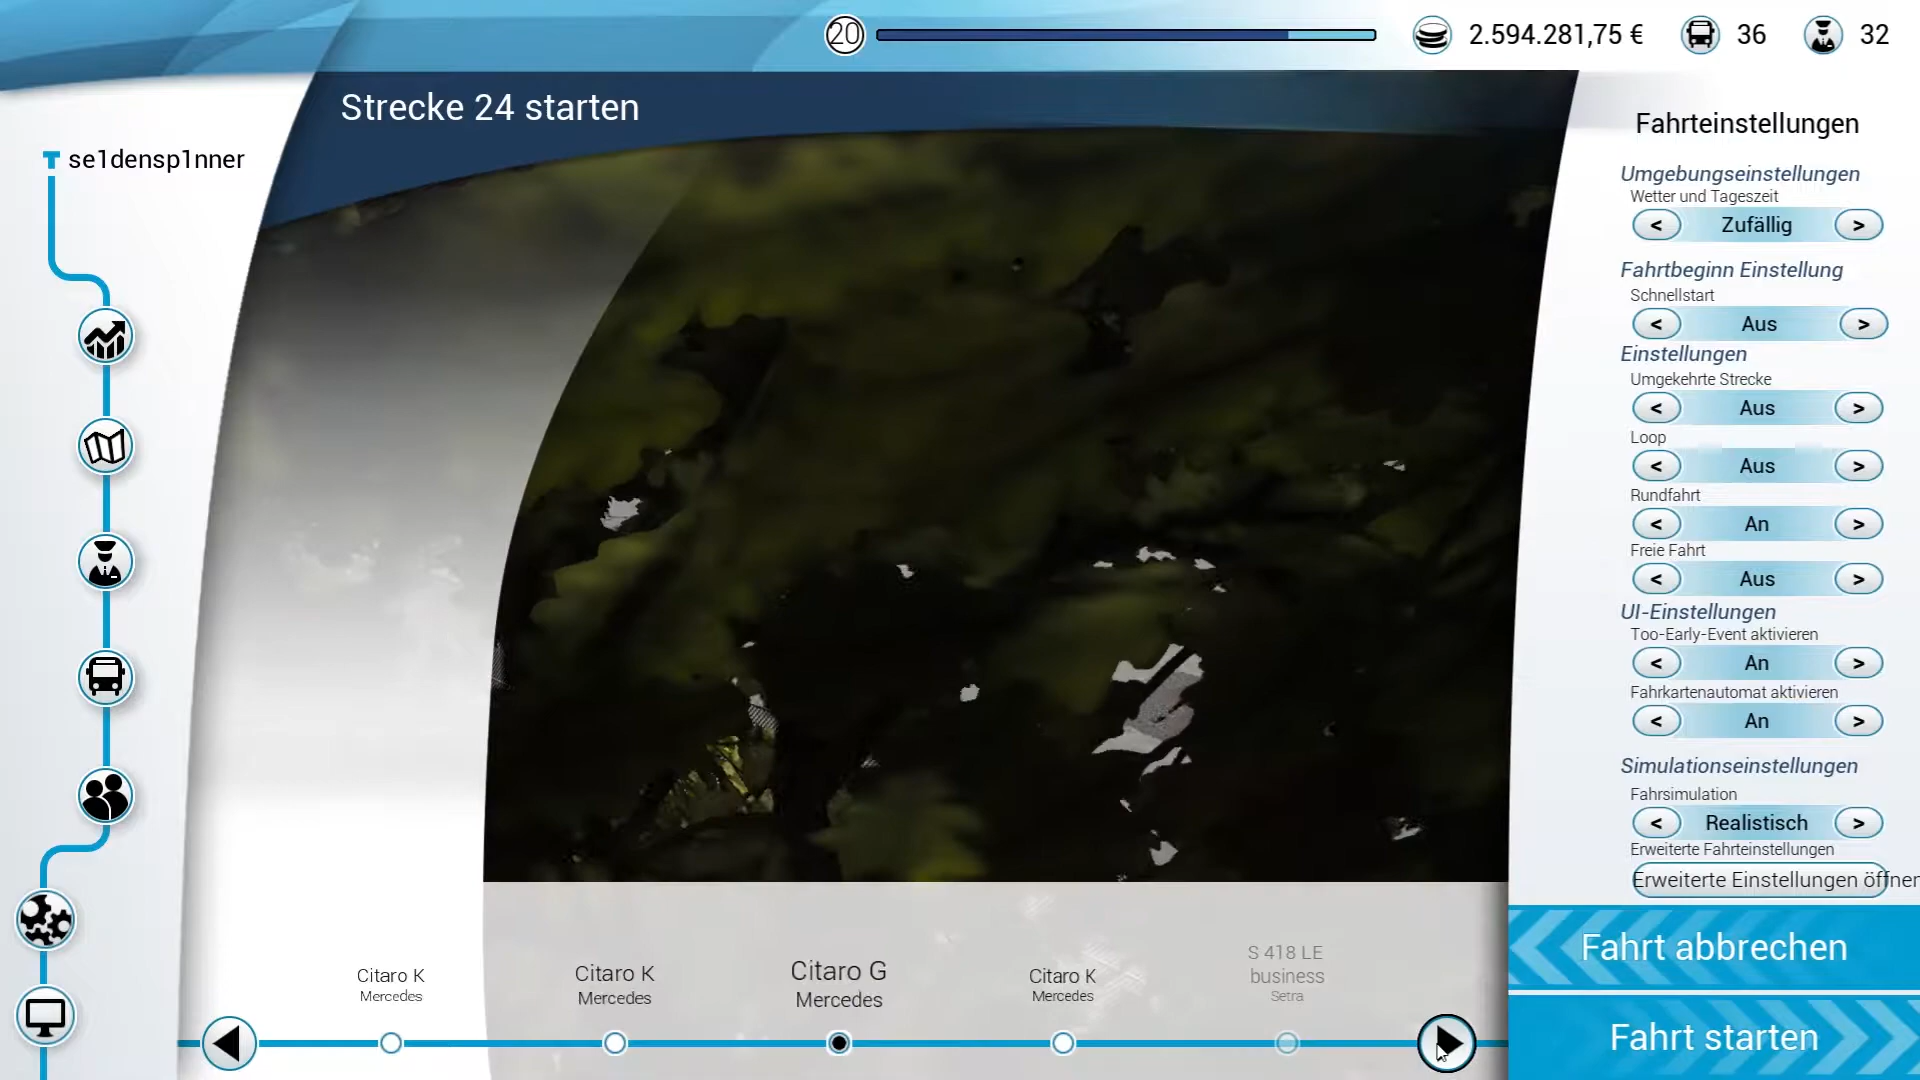 20
2.594.281,75 €
36
32
Strecke 24 starten
se1densp1nner
Fahrteinstellungen
Umgebungseinstellungen
Wetter und Tageszeit
< Zufällig >
Fahrtbeginn Einstellung
Schnellstart
< Aus >
Einstellungen
Umgekehrte Strecke
< Aus >
Loop
< Aus >
Rundfahrt
< An >
Freie Fahrt
< Aus >
UI-Einstellungen
Too-Early-Event aktivieren
< An >
Fahrkartenautomat aktivieren
< An >
Simulationseinstellungen
Fahrsimulation
< Realistisch >
Erweiterte Fahrteinstellungen
Erweiterte Einstellungen öffnen
Fahrt abbrechen
Fahrt starten
Citaro K
Mercedes
Citaro K
Mercedes
Citaro G
Mercedes
Citaro K
Mercedes
S 418 LE
business
Setra